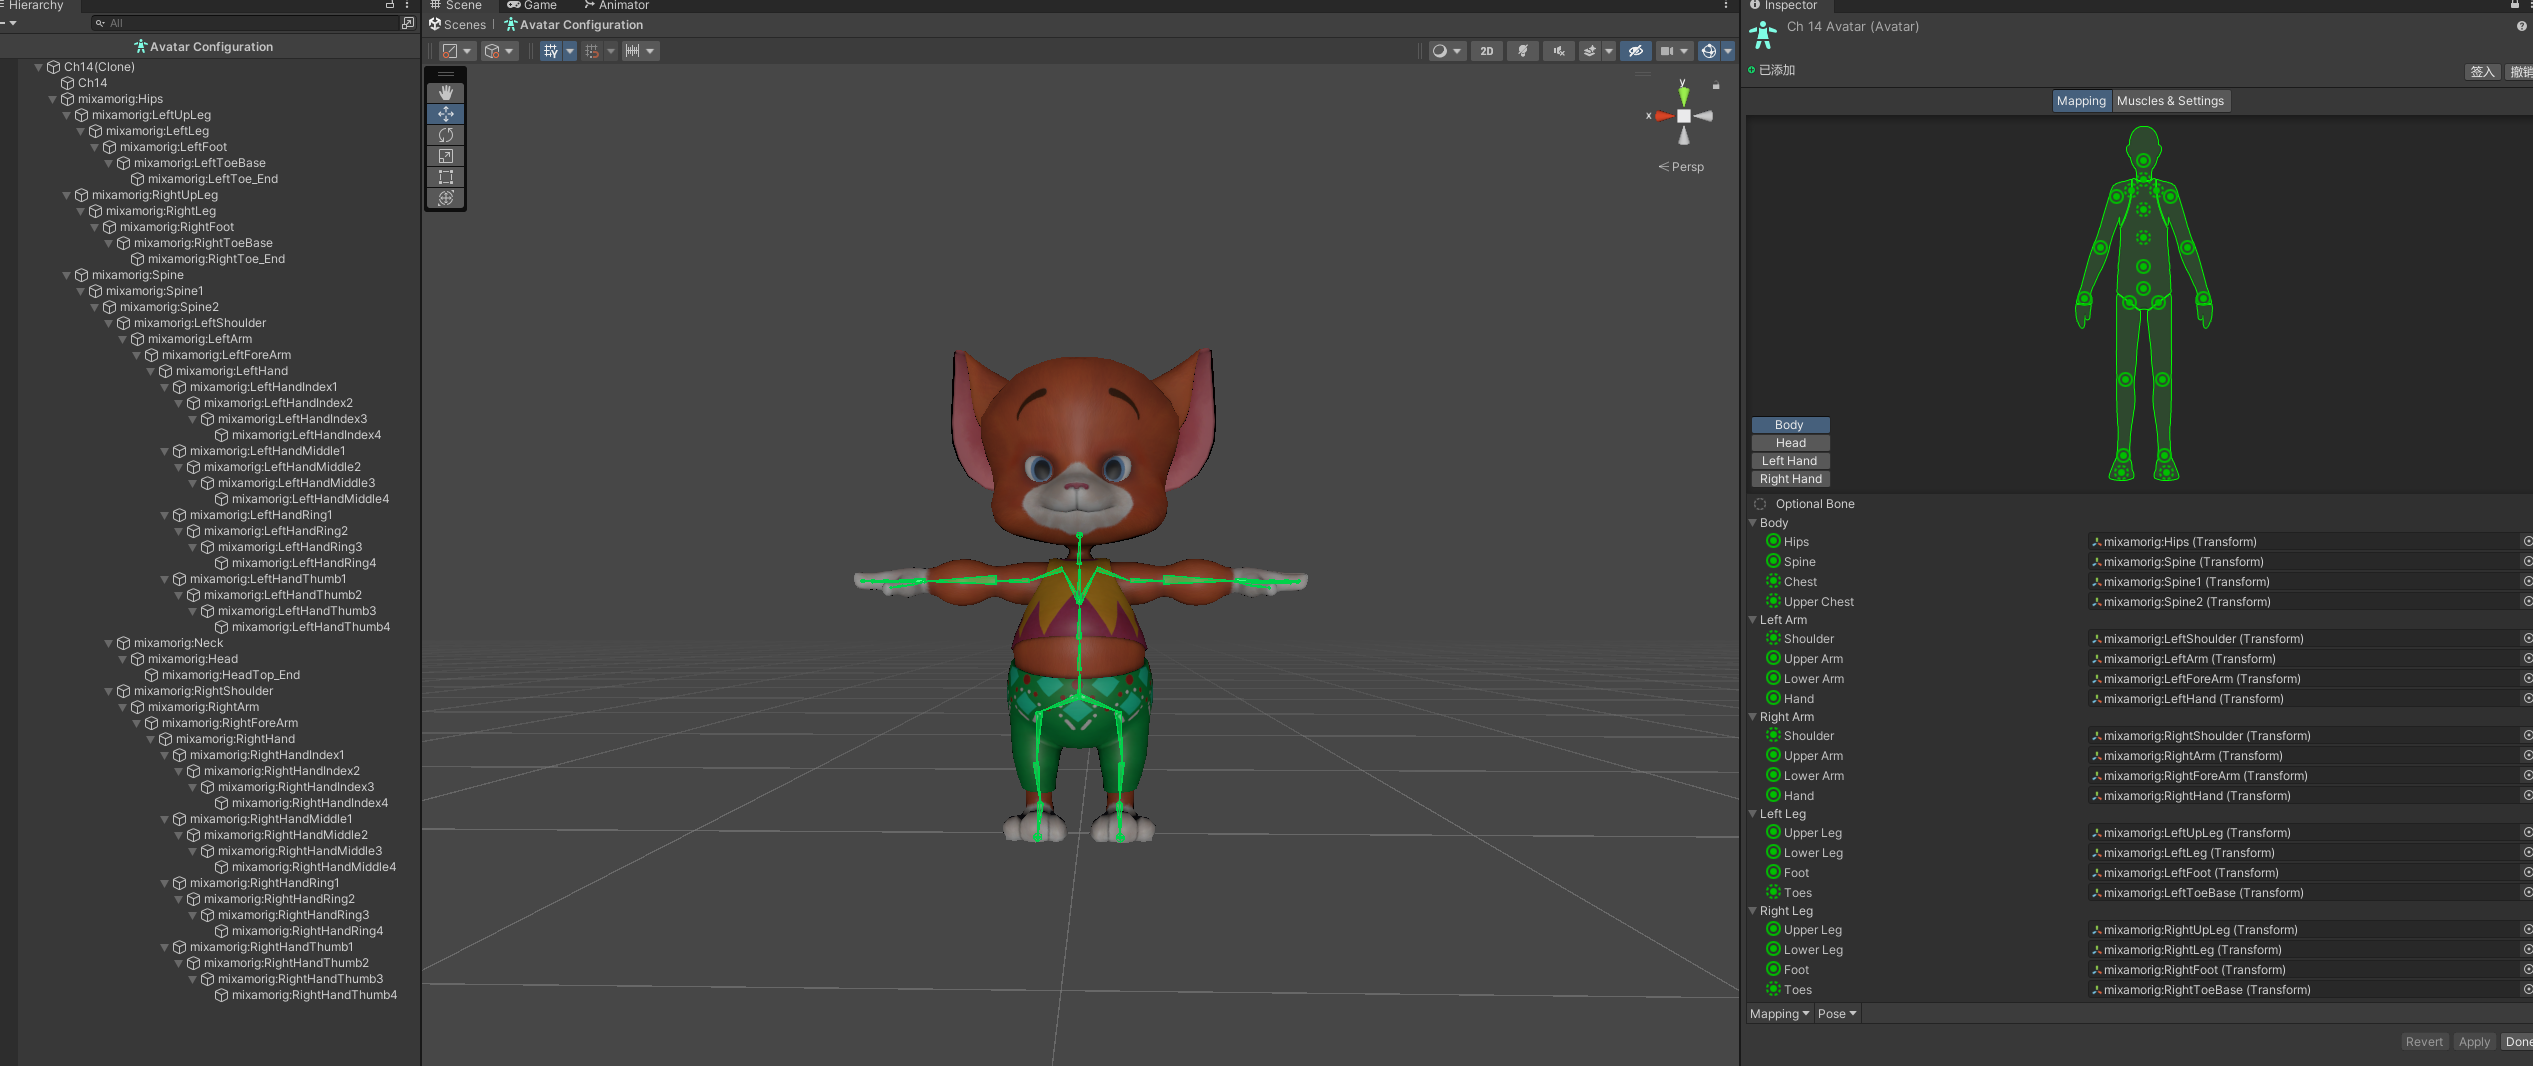 Hierarchy
All
Avatar Configuration
Ch14(Clone)
Ch14
mixamorig:Hips
mixamorig:LeftUpLeg
mixamorig:LeftLeg
mixamorig:LeftFoot
mixamorig:LeftToeBase
mixamorig:LeftToe_End
mixamorig:RightUpLeg
mixamorig:RightLeg
mixamorig:RightFoot
mixamorig:RightToeBase
mixamorig:RightToe_End
mixamorig:Spine
mixamorig:Spine1
mixamorig:Spine2
mixamorig:LeftShoulder
mixamorig:LeftArm
mixamorig:LeftForeArm
mixamorig:LeftHand
mixamorig:LeftHandIndex1
mixamorig:LeftHandIndex2
mixamorig:LeftHandIndex3
mixamorig:LeftHandIndex4
mixamorig:LeftHandMiddle1
mixamorig:LeftHandMiddle2
mixamorig:LeftHandMiddle3
mixamorig:LeftHandMiddle4
mixamorig:LeftHandRing1
mixamorig:LeftHandRing2
mixamorig:LeftHandRing3
mixamorig:LeftHandRing4
mixamorig:LeftHandThumb1
mixamorig:LeftHandThumb2
mixamorig:LeftHandThumb3
mixamorig:LeftHandThumb4
mixamorig:Neck
mixamorig:Head
mixamorig:HeadTop_End
mixamorig:RightShoulder
mixamorig:RightArm
mixamorig:RightForeArm
mixamorig:RightHand
mixamorig:RightHandIndex1
mixamorig:RightHandIndex2
mixamorig:RightHandIndex3
mixamorig:RightHandIndex4
mixamorig:RightHandMiddle1
mixamorig:RightHandMiddle2
mixamorig:RightHandMiddle3
mixamorig:RightHandMiddle4
mixamorig:RightHandRing1
mixamorig:RightHandRing2
mixamorig:RightHandRing3
mixamorig:RightHandRing4
mixamorig:RightHandThumb1
mixamorig:RightHandThumb2
mixamorig:RightHandThumb3
mixamorig:RightHandThumb4
Scene Game Animator
Scenes | Avatar Configuration
2D
y
x
Persp
Inspector
Ch 14 Avatar (Avatar)
已添加
签入 撤销
Mapping Muscles & Settings
Body
Head
Left Hand
Right Hand
Optional Bone
Body
Hips mixamorig:Hips (Transform)
Spine mixamorig:Spine (Transform)
Chest mixamorig:Spine1 (Transform)
Upper Chest mixamorig:Spine2 (Transform)
Left Arm
Shoulder mixamorig:LeftShoulder (Transform)
Upper Arm mixamorig:LeftArm (Transform)
Lower Arm mixamorig:LeftForeArm (Transform)
Hand mixamorig:LeftHand (Transform)
Right Arm
Shoulder mixamorig:RightShoulder (Transform)
Upper Arm mixamorig:RightArm (Transform)
Lower Arm mixamorig:RightForeArm (Transform)
Hand mixamorig:RightHand (Transform)
Left Leg
Upper Leg mixamorig:LeftUpLeg (Transform)
Lower Leg mixamorig:LeftLeg (Transform)
Foot mixamorig:LeftFoot (Transform)
Toes mixamorig:LeftToeBase (Transform)
Right Leg
Upper Leg mixamorig:RightUpLeg (Transform)
Lower Leg mixamorig:RightLeg (Transform)
Foot mixamorig:RightFoot (Transform)
Toes mixamorig:RightToeBase (Transform)
Mapping Pose
Revert Apply Done